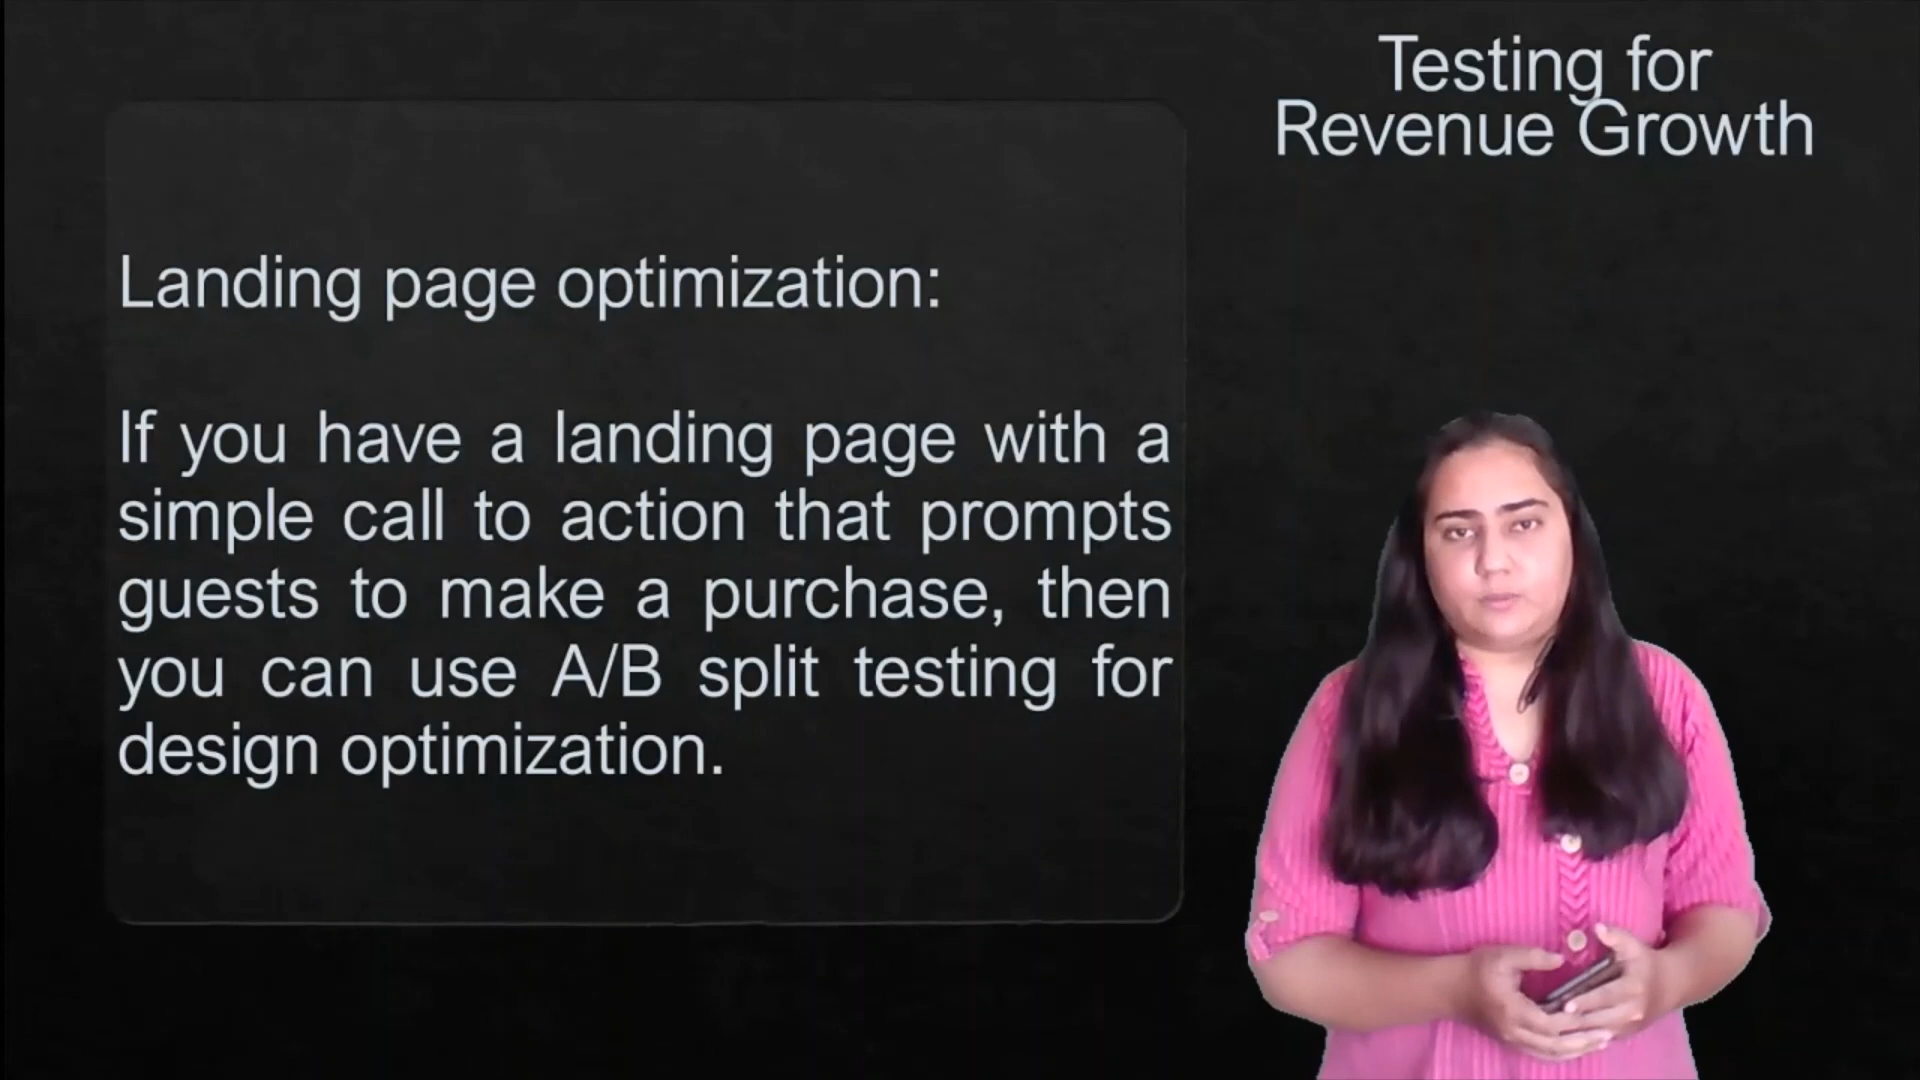 Testing for
Revenue Growth
Landing page optimization:
If you have a landing page with a
simple call to action that prompts
guests to make a purchase, then
you can use A/B split testing for
design optimization.